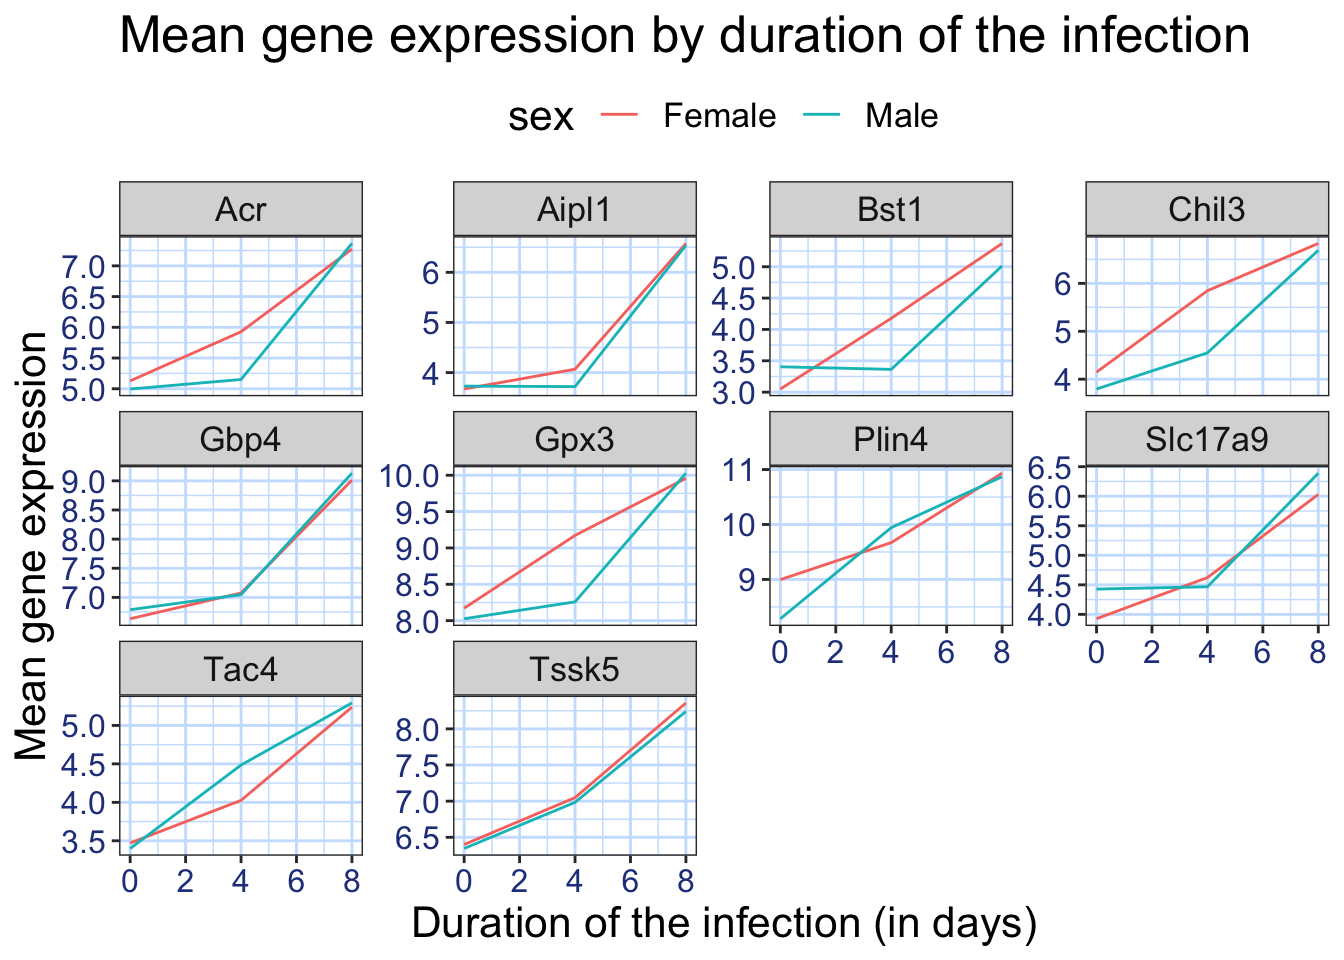 Mean gene expression by duration of the infection
sex Female Male
Acr Aipl1 Bst1 Chil3
7.0 6.5 6.0 5.5 5.0
6 5 4
5.0 4.5 4.0 3.5 3.0
6 5 4
Gbp4 Gpx3 Plin4 Slc17a9
9.0 8.5 8.0 7.5 7.0
10.0 9.5 9.0 8.5 8.0
11 10 9
6.5 6.0 5.5 5.0 4.5 4.0
0 2 4 6 8
0 2 4 6 8
Tac4 Tssk5
5.0 4.5 4.0 3.5
8.0 7.5 7.0 6.5
0 2 4 6 8
0 2 4 6 8
Mean gene expression
Duration of the infection (in days)